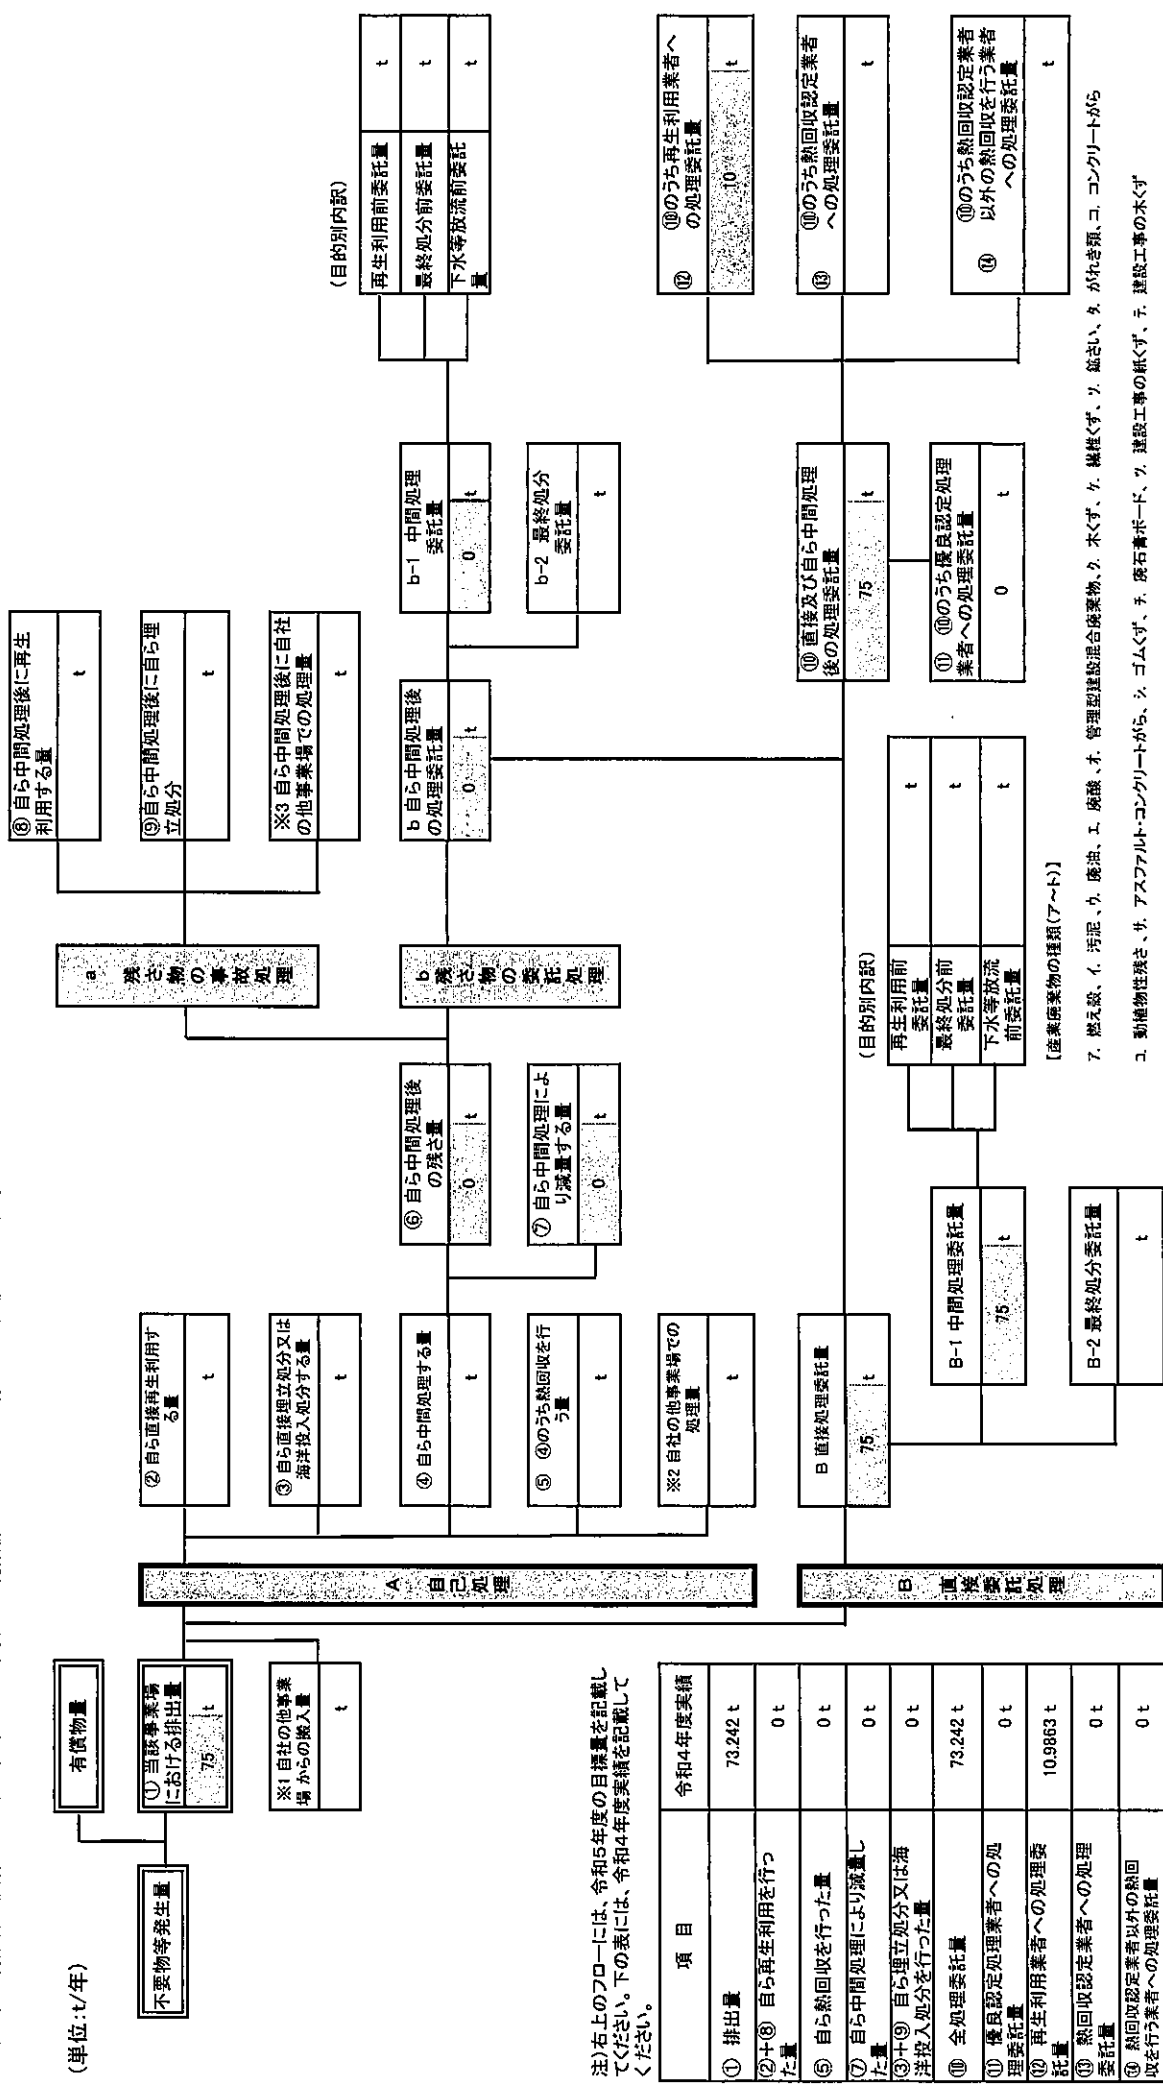 (単位:t/年)
不要物等発生量
有償物量
① 当該事業場
における排出量
75 t
※1 自社の他事業
場 からの搬入量
t
A 自己処理
B 直接委託処理
② 自ら直接再生利用す
る量
t
③ 自ら直接埋立処分又は
海洋投入処分する量
t
④ 自ら中間処理する量
t
⑤ ④のうち熱回収を行
う量
t
※2 自社の他事業場での
処理量
t
B 直接処理委託量
75 t
B-1 中間処理委託量
75 t
B-2 最終処分委託量
t
⑥ 自ら中間処理後
の残さ量
0 t
⑦ 自ら中間処理によ
り減量する量
0 t
a 残さ物の事故処理
b 残さ物の委託処理
⑧ 自ら中間処理後に再生
利用する量
t
⑨自ら中間処理後に自ら埋
立処分
t
※3 自ら中間処理後に自社
の他事業場での処理量
t
b 自ら中間処理後
の処理委託量
0 t
b-1 中間処理
委託量
0 t
b-2 最終処分
委託量
t
(目的別内訳)
再生利用前委託量 t
最終処分前委託量 t
下水等放流前委託
量 t
(目的別内訳)
再生利用前
委託量 t
最終処分前
委託量 t
下水等放流
前委託量 t
⑩ 直接及び自ら中間処理
後の処理委託量
75 t
⑪ ⑩のうち優良認定処理
業者への処理委託量
0 t
⑫ ⑩のうち再生利用業者へ
の処理委託量
10 t
⑬ ⑩のうち熱回収認定業者
への処理委託量
t
⑭ ⑩のうち熱回収認定業者
以外の熱回収を行う業者
への処理委託量
t
注)右上のフローには、令和5年度の目標量を記載し
てください。下の表には、令和4年度実績を記載して
ください。
項 目 令和4年度実績
① 排出量 73.242 t
②+⑧ 自ら再生利用を行っ
た量 0 t
⑤ 自ら熱回収を行った量 0 t
⑦ 自ら中間処理により減量し
た量 0 t
③+⑨ 自ら埋立処分又は海
洋投入処分を行った量 0 t
⑩ 全処理委託量 73.242 t
⑪ 優良認定処理業者への処
理委託量 0 t
⑫ 再生利用業者への処理委
託量 10.9863 t
⑬ 熱回収認定業者への処理
委託量 0 t
⑭ 熱回収認定業者以外の熱回
収を行う業者への処理委託量 0 t
【産業廃棄物の種類(ア～ト)】
ア. 燃え殻、イ. 汚泥、ウ. 廃油、エ. 廃酸、オ. 管理型建設混合廃棄物、ク. 木くず、ケ. 繊維くず、ソ. 鉱さい、タ. がれき類、コ. コンクリートがら
コ. 動植物性残さ、サ. アスファルト・コンクリートがら、シ. ゴムくず、チ. 廃石膏ボード、ツ. 建設工事の紙くず、テ. 建設工事の木くず